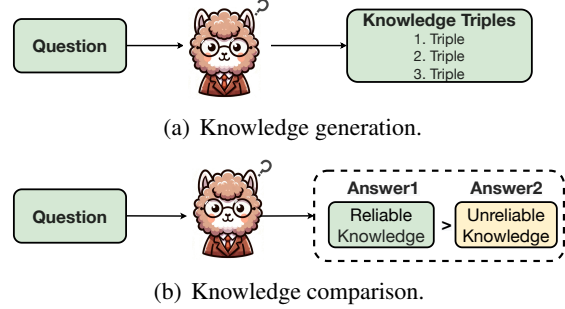 ?
Question
Knowledge Triples
1. Triple
2. Triple
3. Triple
(a) Knowledge generation.
?
Question
Answer1 Answer2
Reliable Knowledge > Unreliable Knowledge
(b) Knowledge comparison.